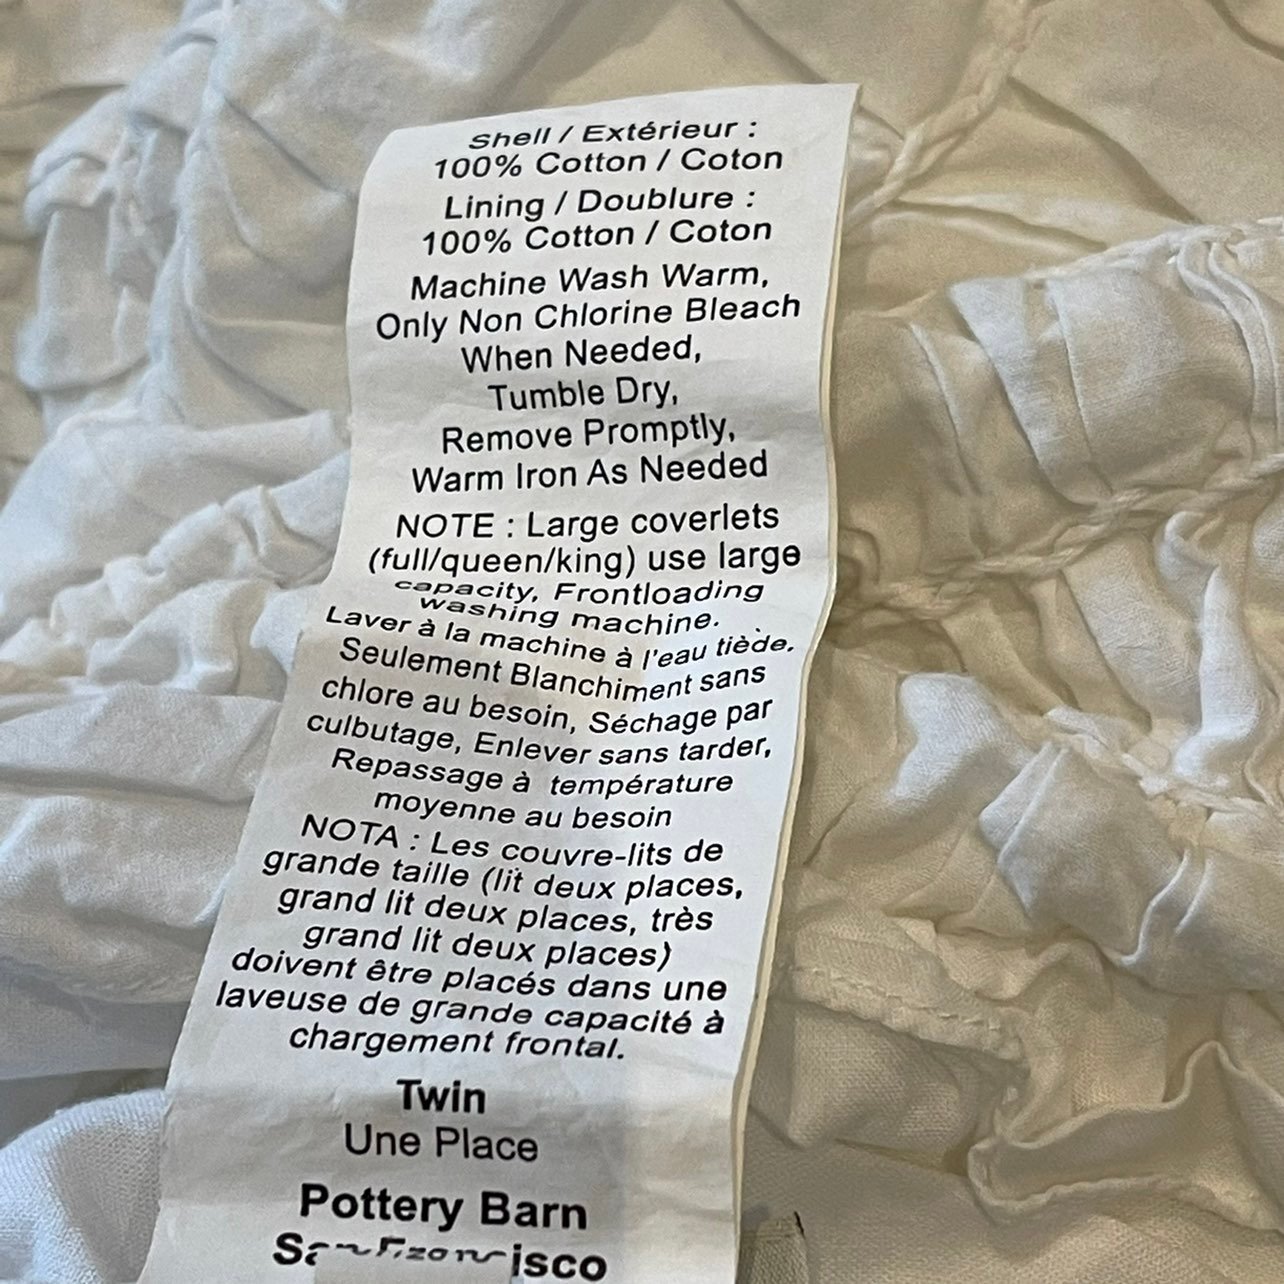 Shell / Extérieur :
100% Cotton / Coton
Lining / Doublure :
100% Cotton / Coton
Machine Wash Warm,
Only Non Chlorine Bleach
When Needed,
Tumble Dry,
Remove Promptly,
Warm Iron As Needed
NOTE : Large coverlets
(full/queen/king) use large
capacity, Frontloading
washing machine.
Laver à la machine à l'eau tiède.
Seulement Blanchiment sans
chlore au besoin, Séchage par
culbutage, Enlever sans tarder,
Repassage à température
moyenne au besoin
NOTA : Les couvre-lits de
grande taille (lit deux places,
grand lit deux places, très
grand lit deux places)
doivent être placés dans une
laveuse de grande capacité à
chargement frontal.
Twin
Une Place
Pottery Barn
San Francisco